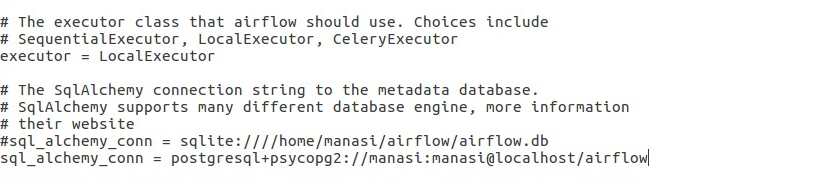 # The executor class that airflow should use. Choices include
# SequentialExecutor, LocalExecutor, CeleryExecutor
executor = LocalExecutor
# The SqlAlchemy connection string to the metadata database.
# SqlAlchemy supports many different database engine, more information
# their website
#sql_alchemy_conn = sqlite:////home/manasi/airflow/airflow.db
sql_alchemy_conn = postgresql+psycopg2://manasi:manasi@localhost/airflow